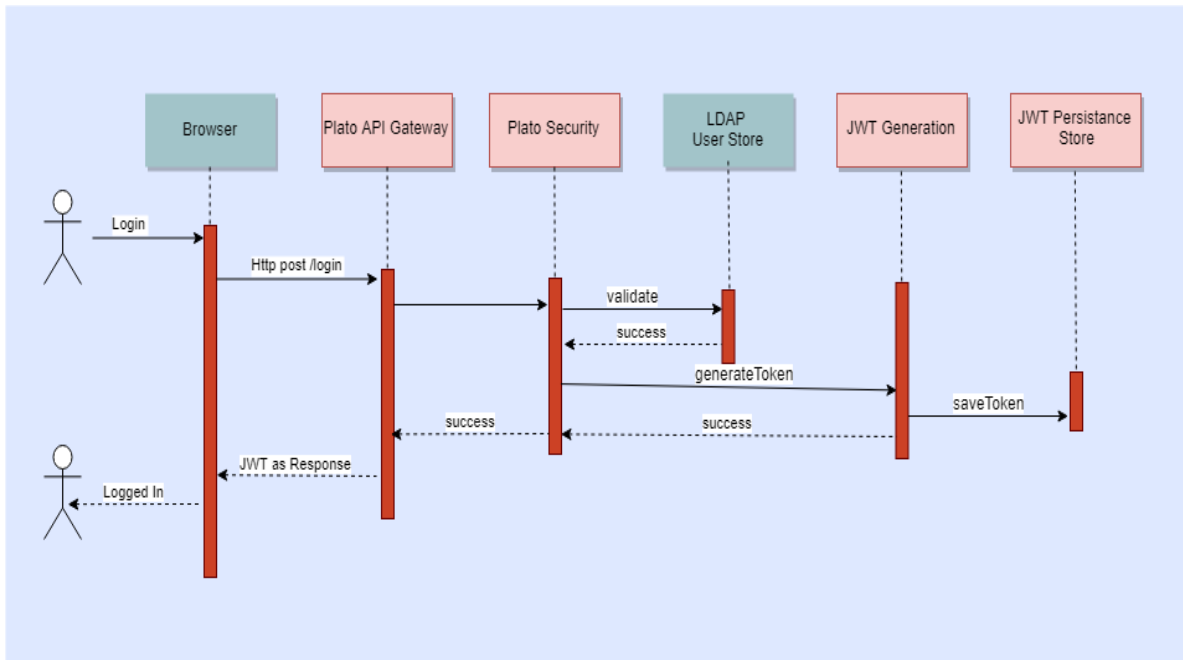 Browser
Plato API Gateway
Plato Security
LDAP
User Store
JWT Generation
JWT Persistance
Store
Login
Http post /login
validate
success
generateToken
saveToken
success
success
JWT as Response
Logged In